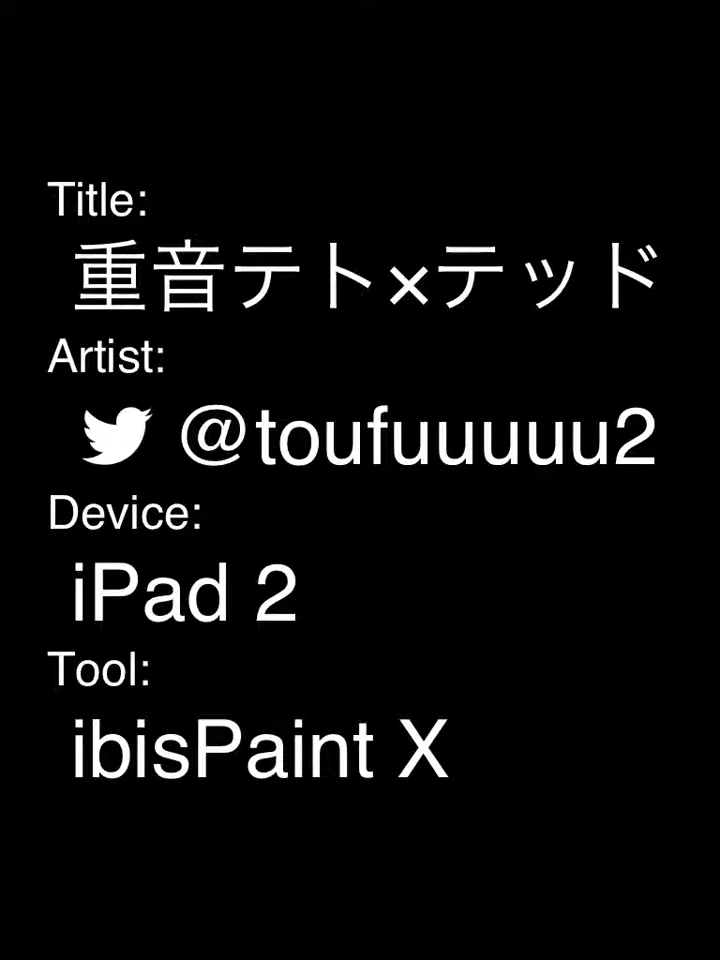 Title:
重音テト×テッド
Artist:
@toufuuuuu2
Device:
iPad 2
Tool:
ibisPaint X